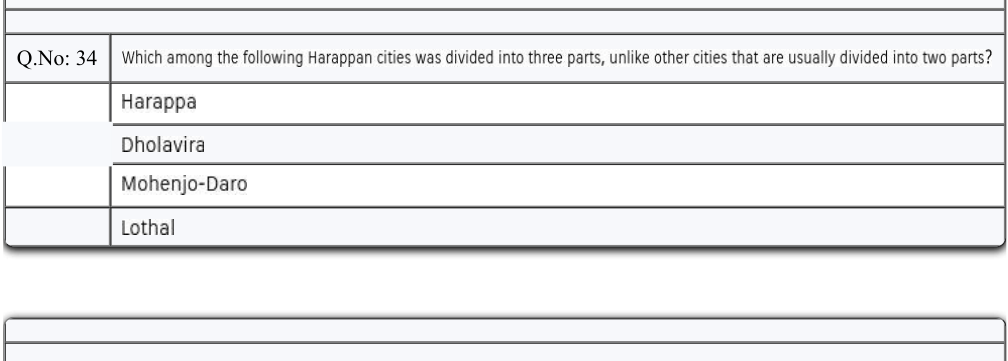 Q.No: 34
Which among the following Harappan cities was divided into three parts, unlike other cities that are usually divided into two parts?
Harappa
Dholavira
Mohenjo-Daro
Lothal